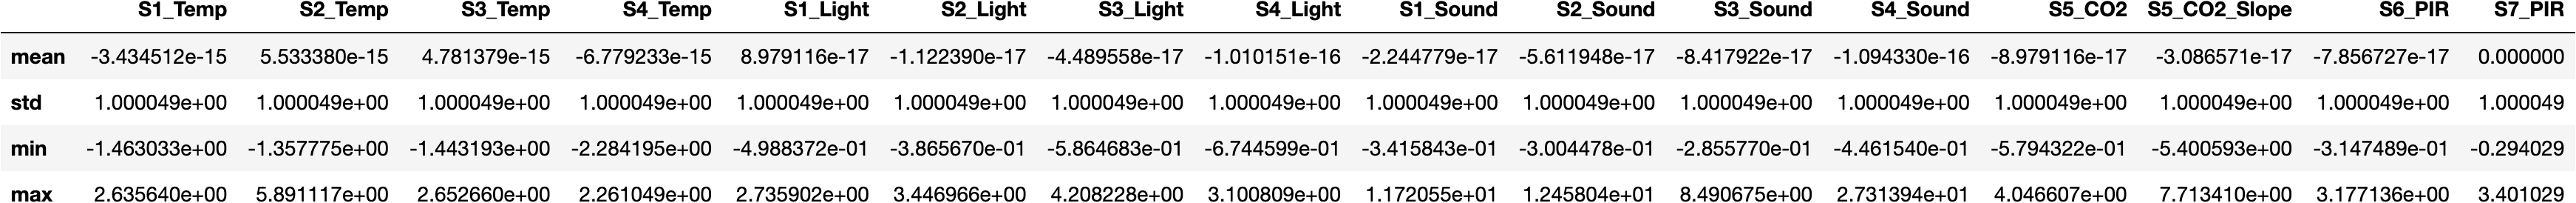 S1_Temp S2_Temp S3_Temp S4_Temp S1_Light S2_Light S3_Light S4_Light S1_Sound S2_Sound S3_Sound S4_Sound S5_CO2 S5_CO2_Slope S6_PIR S7_PIR
mean -3.434512e-15 5.533380e-15 4.781379e-15 -6.779233e-15 8.979116e-17 -1.122390e-17 -4.489558e-17 -1.010151e-16 -2.244779e-17 -5.611948e-17 -8.417922e-17 -1.094330e-16 -8.979116e-17 -3.086571e-17 -7.856727e-17 0.000000
std 1.000049e+00 1.000049e+00 1.000049e+00 1.000049e+00 1.000049e+00 1.000049e+00 1.000049e+00 1.000049e+00 1.000049e+00 1.000049e+00 1.000049e+00 1.000049e+00 1.000049e+00 1.000049e+00 1.000049e+00 1.000049
min -1.463033e+00 -1.357775e+00 -1.443193e+00 -2.284195e+00 -4.988372e-01 -3.865670e-01 -5.864683e-01 -6.744599e-01 -3.415843e-01 -3.004478e-01 -2.855770e-01 -4.461540e-01 -5.794322e-01 -5.400593e+00 -3.147489e-01 -0.294029
max 2.635640e+00 5.891117e+00 2.652660e+00 2.261049e+00 2.735902e+00 3.446966e+00 4.208228e+00 3.100809e+00 1.172055e+01 1.245804e+01 8.490675e+00 2.731394e+01 4.046607e+00 7.713410e+00 3.177136e+00 3.401029